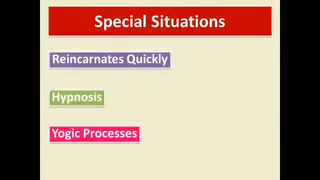 Special Situations
Reincarnates Quickly
Hypnosis
Yogic Processes